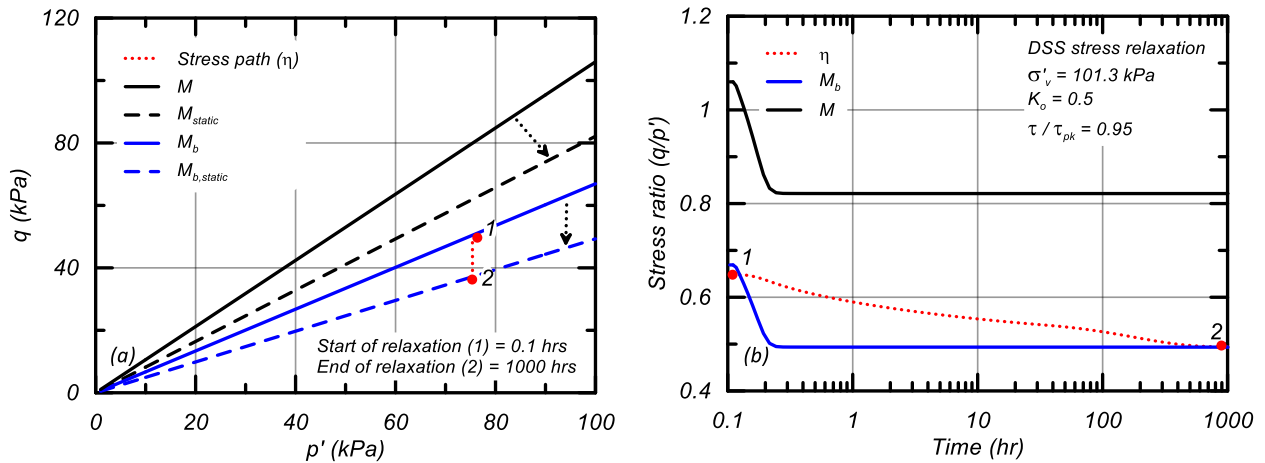 120
80
40
0
q (kPa)
Stress path (η)
M
M_static
M_b
M_b,static
1
2
(a)
Start of relaxation (1) = 0.1 hrs
End of relaxation (2) = 1000 hrs
0 20 40 60 80 100
p' (kPa)
1.2
1
0.8
0.6
0.4
Stress ratio (q/p')
η
M_b
M
DSS stress relaxation
σ'_v = 101.3 kPa
K_o = 0.5
τ / τ_pk = 0.95
1
2
(b)
0.1 1 10 100 1000
Time (hr)